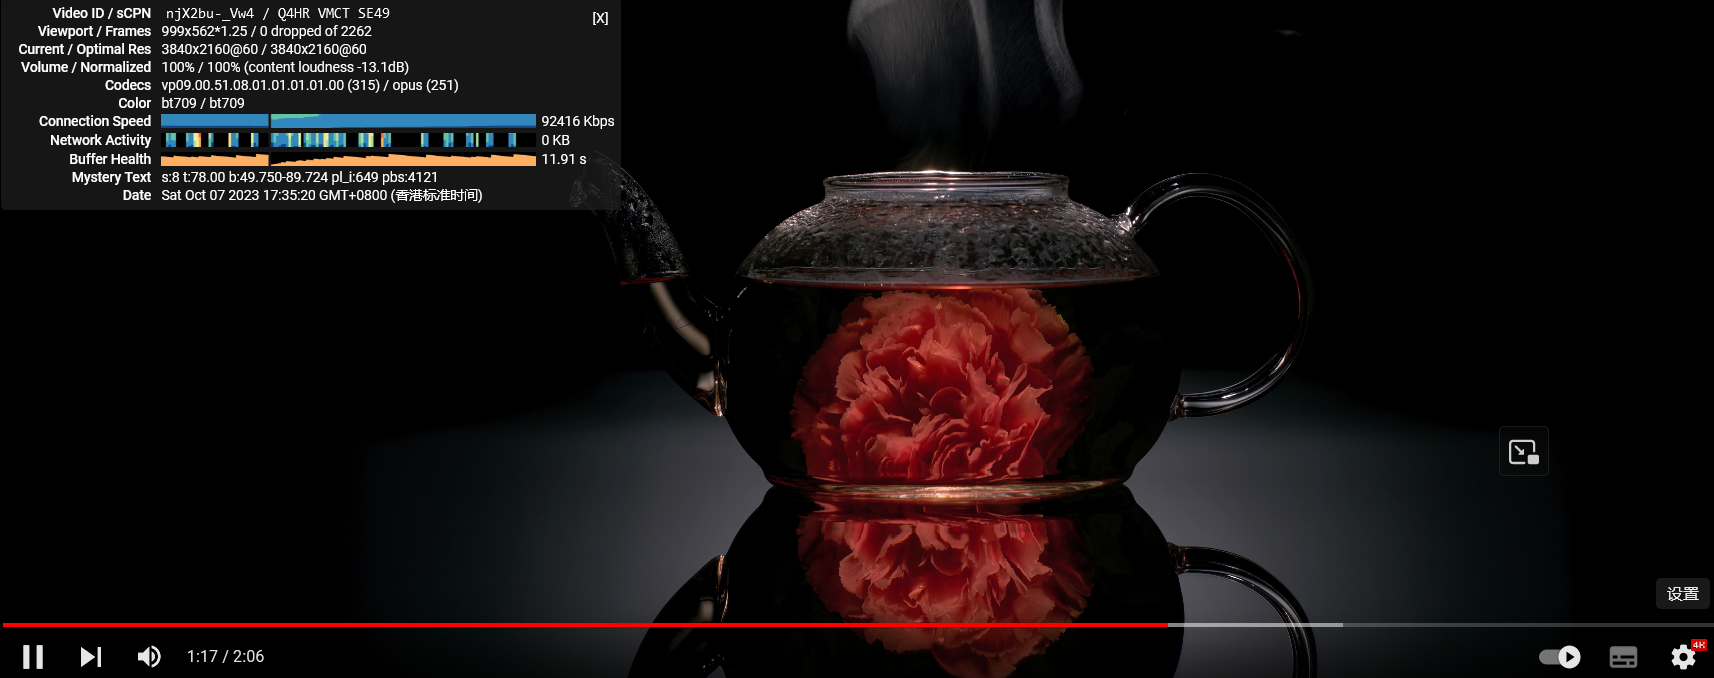 Video ID / sCPN njX2bu-_Vw4 / Q4HR VMCT SE49
[X]
Viewport / Frames 999x562*1.25 / 0 dropped of 2262
Current / Optimal Res 3840x2160@60 / 3840x2160@60
Volume / Normalized 100% / 100% (content loudness -13.1dB)
Codecs vp09.00.51.08.01.01.01.01.00 (315) / opus (251)
Color bt709 / bt709
Connection Speed 92416 Kbps
Network Activity 0 KB
Buffer Health 11.91 s
Mystery Text s:8 t:78.00 b:49.750-89.724 pl_i:649 pbs:4121
Date Sat Oct 07 2023 17:35:20 GMT+0800 (香港标准时间)
设置
1:17 / 2:06
4K